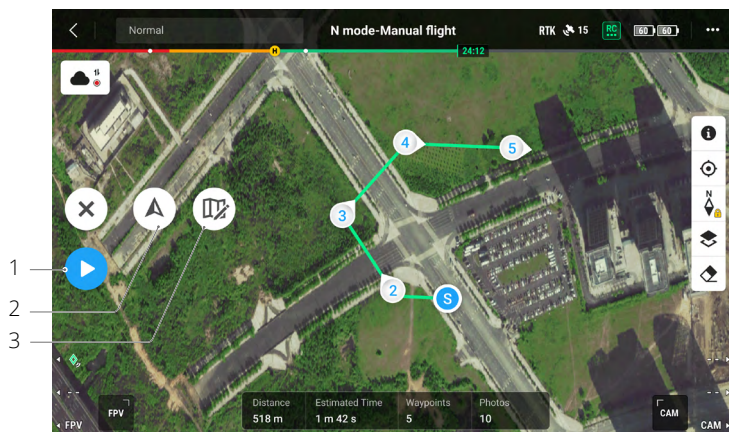 Normal
N mode-Manual flight
RTK 15 RC 60 60
H
24:12
4
5
3
N
1
2
3
2
S
Distance Estimated Time Waypoints Photos
518 m 1 m 42 s 5 10
FPV
CAM
FPV
CAM